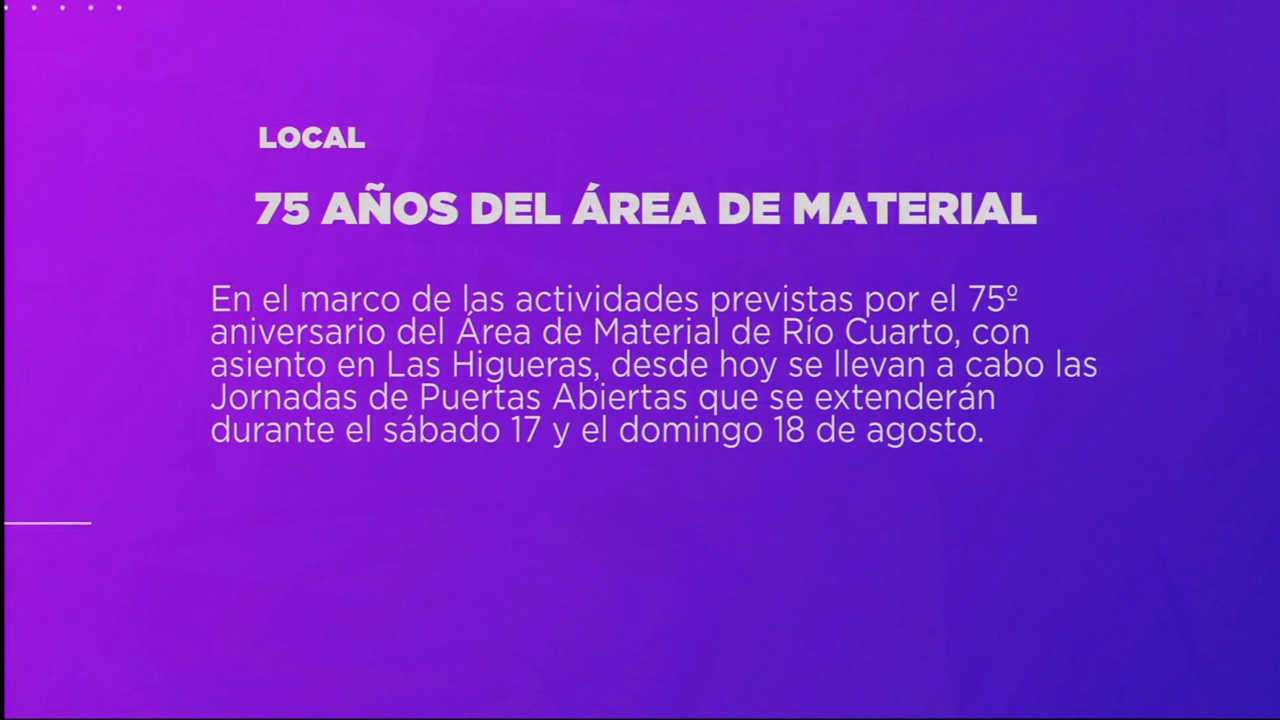 LOCAL
75 AÑOS DEL ÁREA DE MATERIAL
En el marco de las actividades previstas por el 75º
aniversario del Área de Material de Río Cuarto, con
asiento en Las Higueras, desde hoy se llevan a cabo las
Jornadas de Puertas Abiertas que se extenderán
durante el sábado 17 y el domingo 18 de agosto.